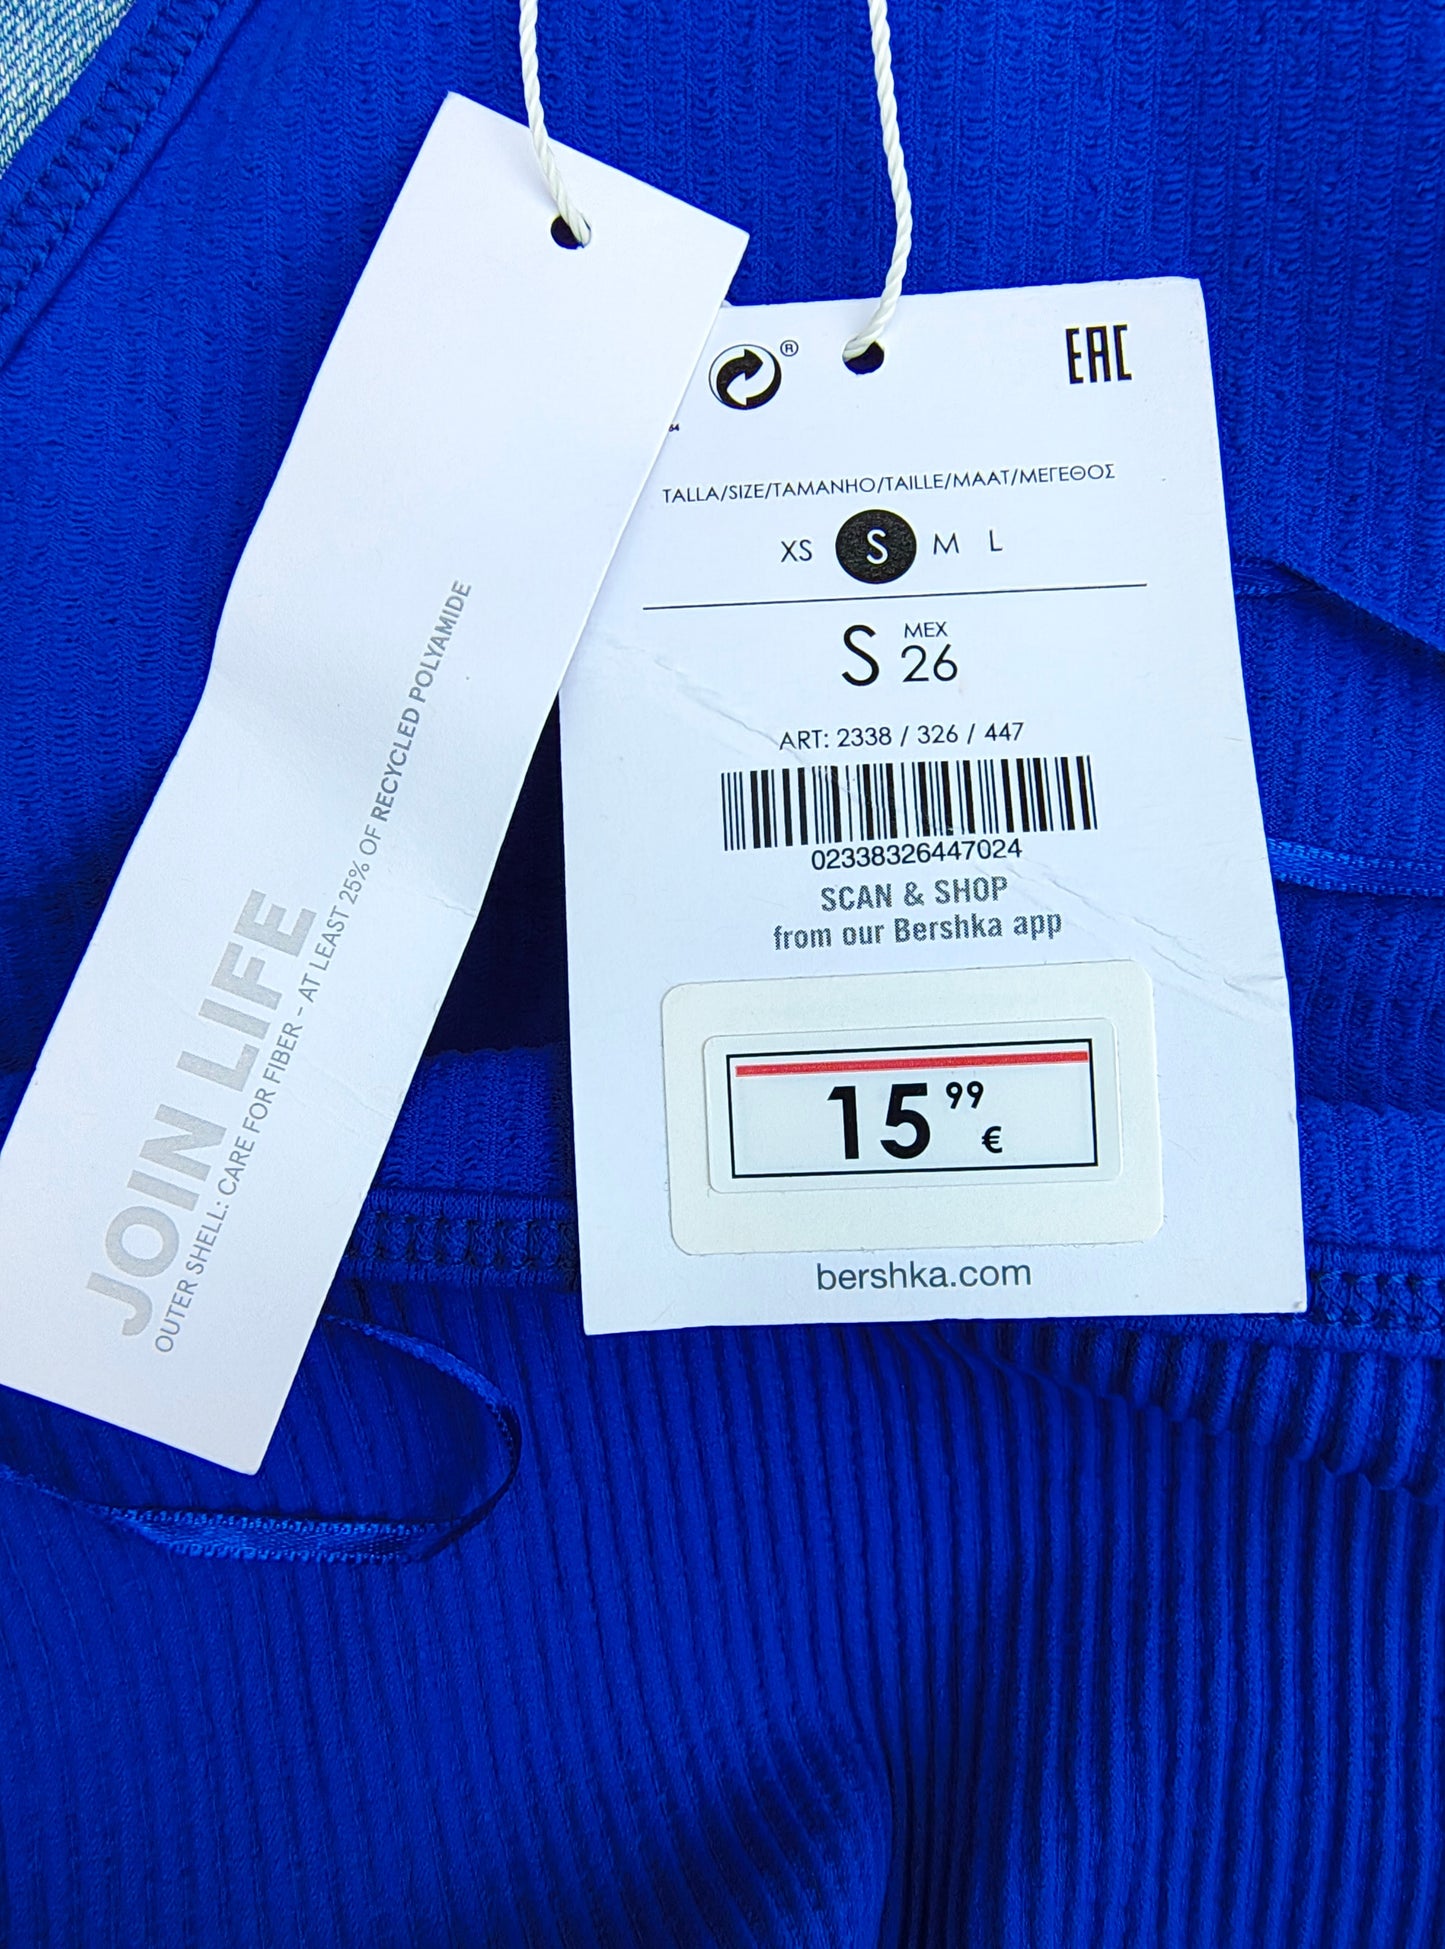 JOIN LIFE
OUTER SHELL: CARE FOR FIBER - AT LEAST 25% OF RECYCLED POLYAMIDE
®
EAC
64
TALLA/SIZE/TAMANHO/TAILLE/MAAT/ΜΕΓΕΘΟΣ
XS S M L
S MEX 26
ART: 2338 / 326 / 447
02338326447024
SCAN & SHOP
from our Bershka app
15 99 €
bershka.com